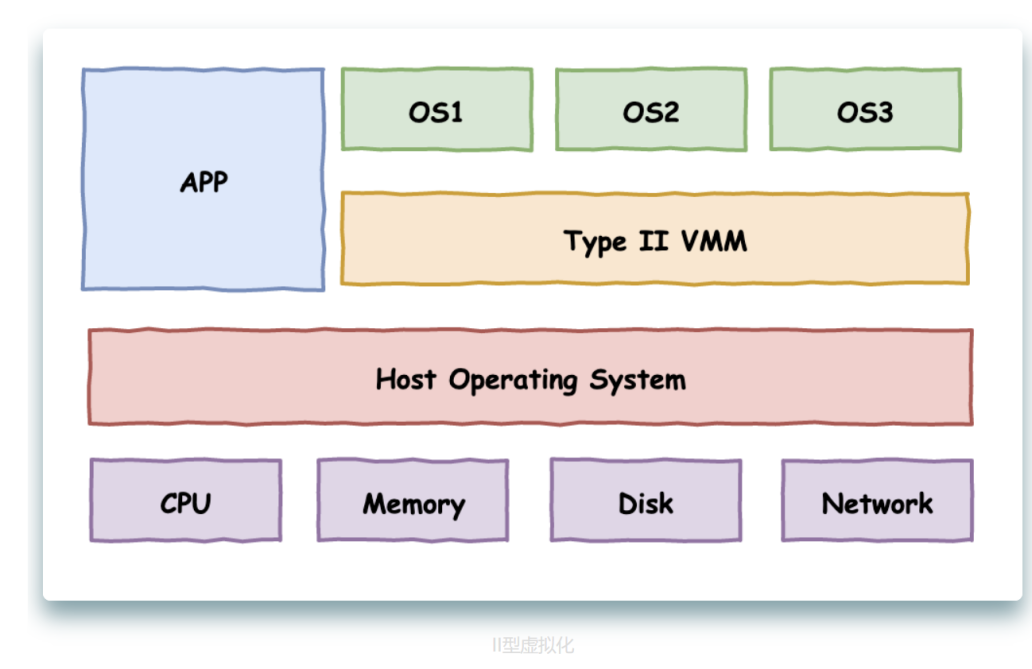 OS1 OS2 OS3
APP
Type II VMM
Host Operating System
CPU Memory Disk Network
II型虚拟化